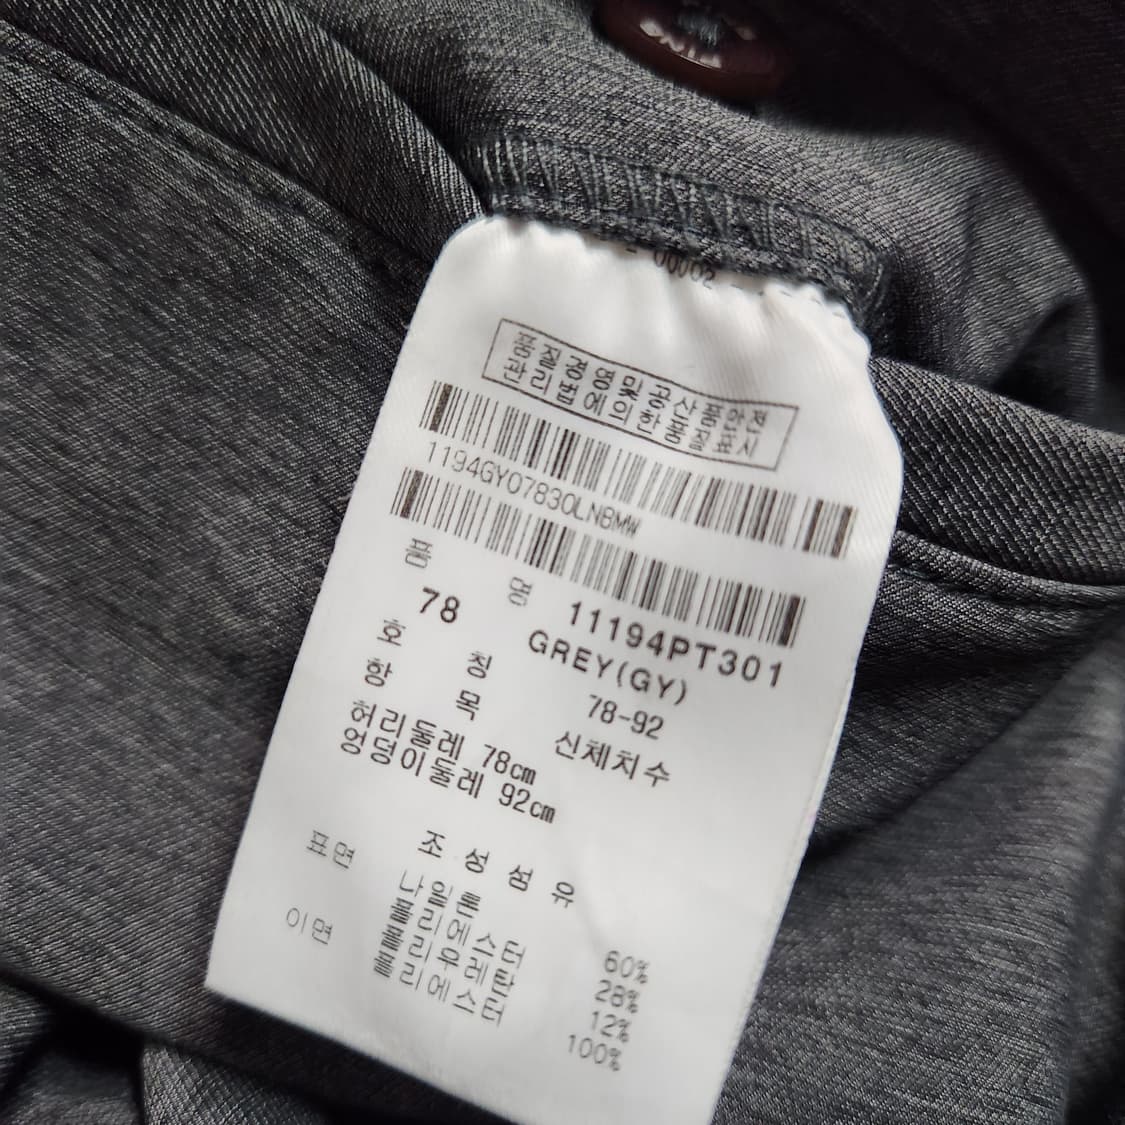 PING
00002
품질경영및공산품안전
관리법에의한품질표시
1194GY0783OLNBMW
품 명 11194PT301
78 GREY(GY)
호 칭 78-92
항 목 신체치수
허리둘레 78cm
엉덩이둘레 92cm
조 성 섬 유
표면 나일론 60%
폴리에스터 28%
폴리우레탄 12%
이면 폴리에스터 100%